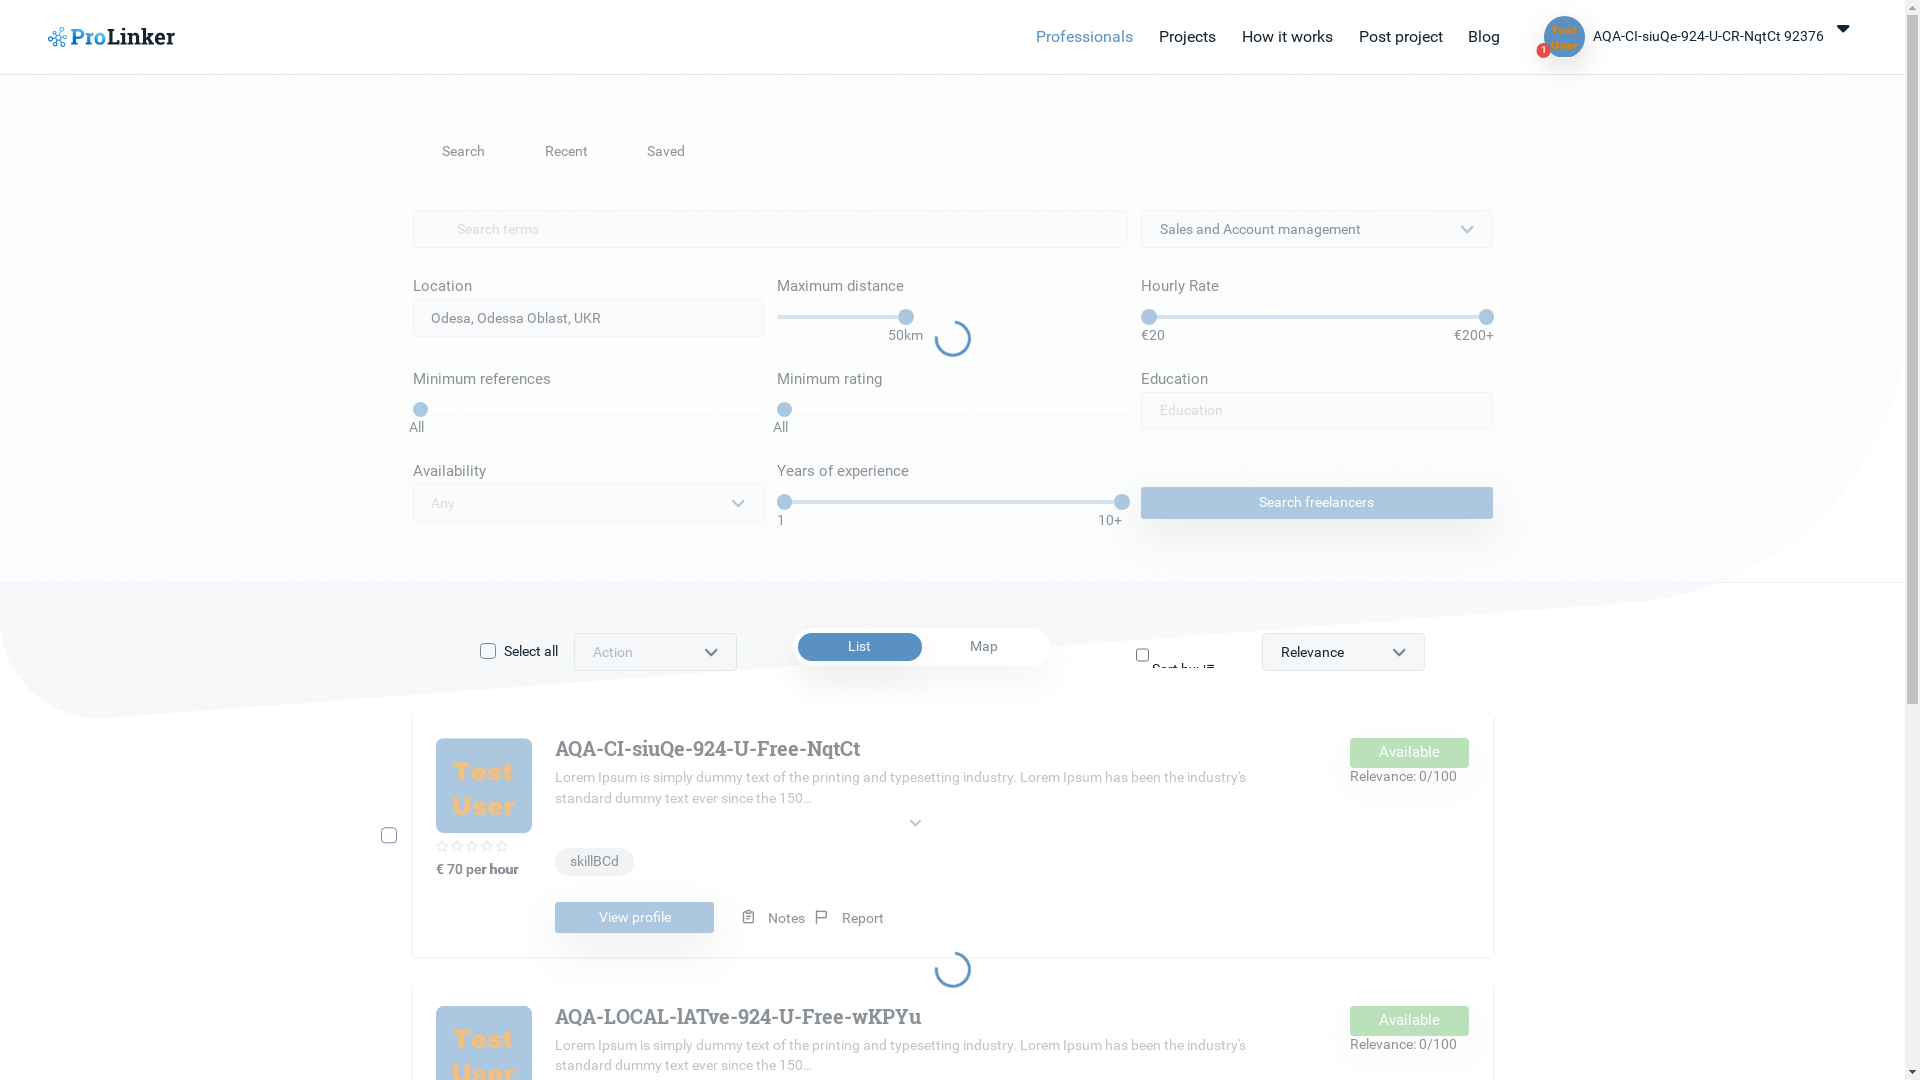 ProLinker
Professionals
Projects
How it works
Post project
Blog
Test
User
1
AQA-CI-siuQe-924-U-CR-NqtCt 92376
Search
Recent
Saved
Search terms
Sales and Account management
Location
Maximum distance
Hourly Rate
Odesa, Odessa Oblast, UKR
50km
€20
€200+
Minimum references
Minimum rating
Education
Education
All
All
Availability
Years of experience
Any
Search freelancers
1
10+
Select all
Action
List
Map
Sort by:
Relevance
Test
User
AQA-CI-siuQe-924-U-Free-NqtCt
Available
Lorem Ipsum is simply dummy text of the printing and typesetting industry. Lorem Ipsum has been the industry's
standard dummy text ever since the 150...
Relevance: 0/100
€ 70 per hour
skillBCd
View profile
Notes
Report
Test
User
AQA-LOCAL-lATve-924-U-Free-wKPYu
Available
Lorem Ipsum is simply dummy text of the printing and typesetting industry. Lorem Ipsum has been the industry's
standard dummy text ever since the 150...
Relevance: 0/100